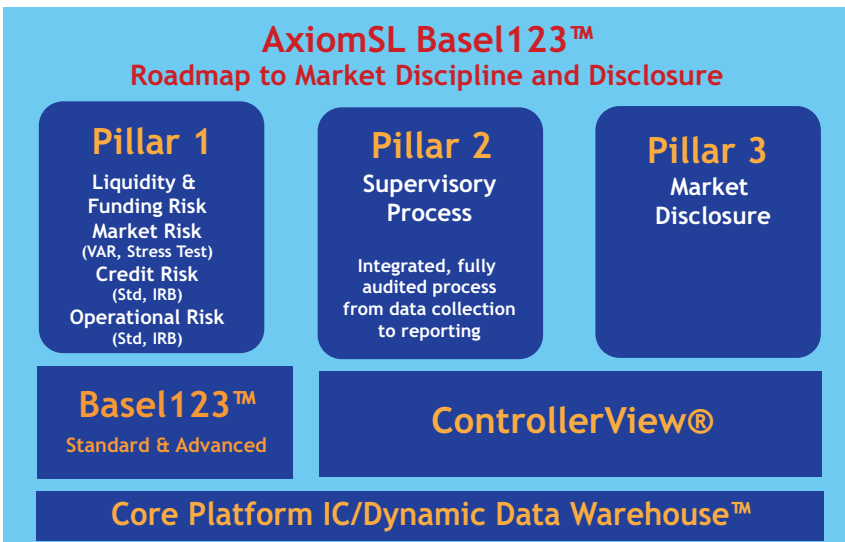 AxiomSL Basel123™
Roadmap to Market Discipline and Disclosure
Pillar 1
Liquidity &
Funding Risk
Market Risk
(VAR, Stress Test)
Credit Risk
(Std, IRB)
Operational Risk
(Std, IRB)
Pillar 2
Supervisory
Process
Integrated, fully
audited process
from data collection
to reporting
Pillar 3
Market
Disclosure
Basel123™
Standard & Advanced
ControllerView®
Core Platform IC/Dynamic Data Warehouse™